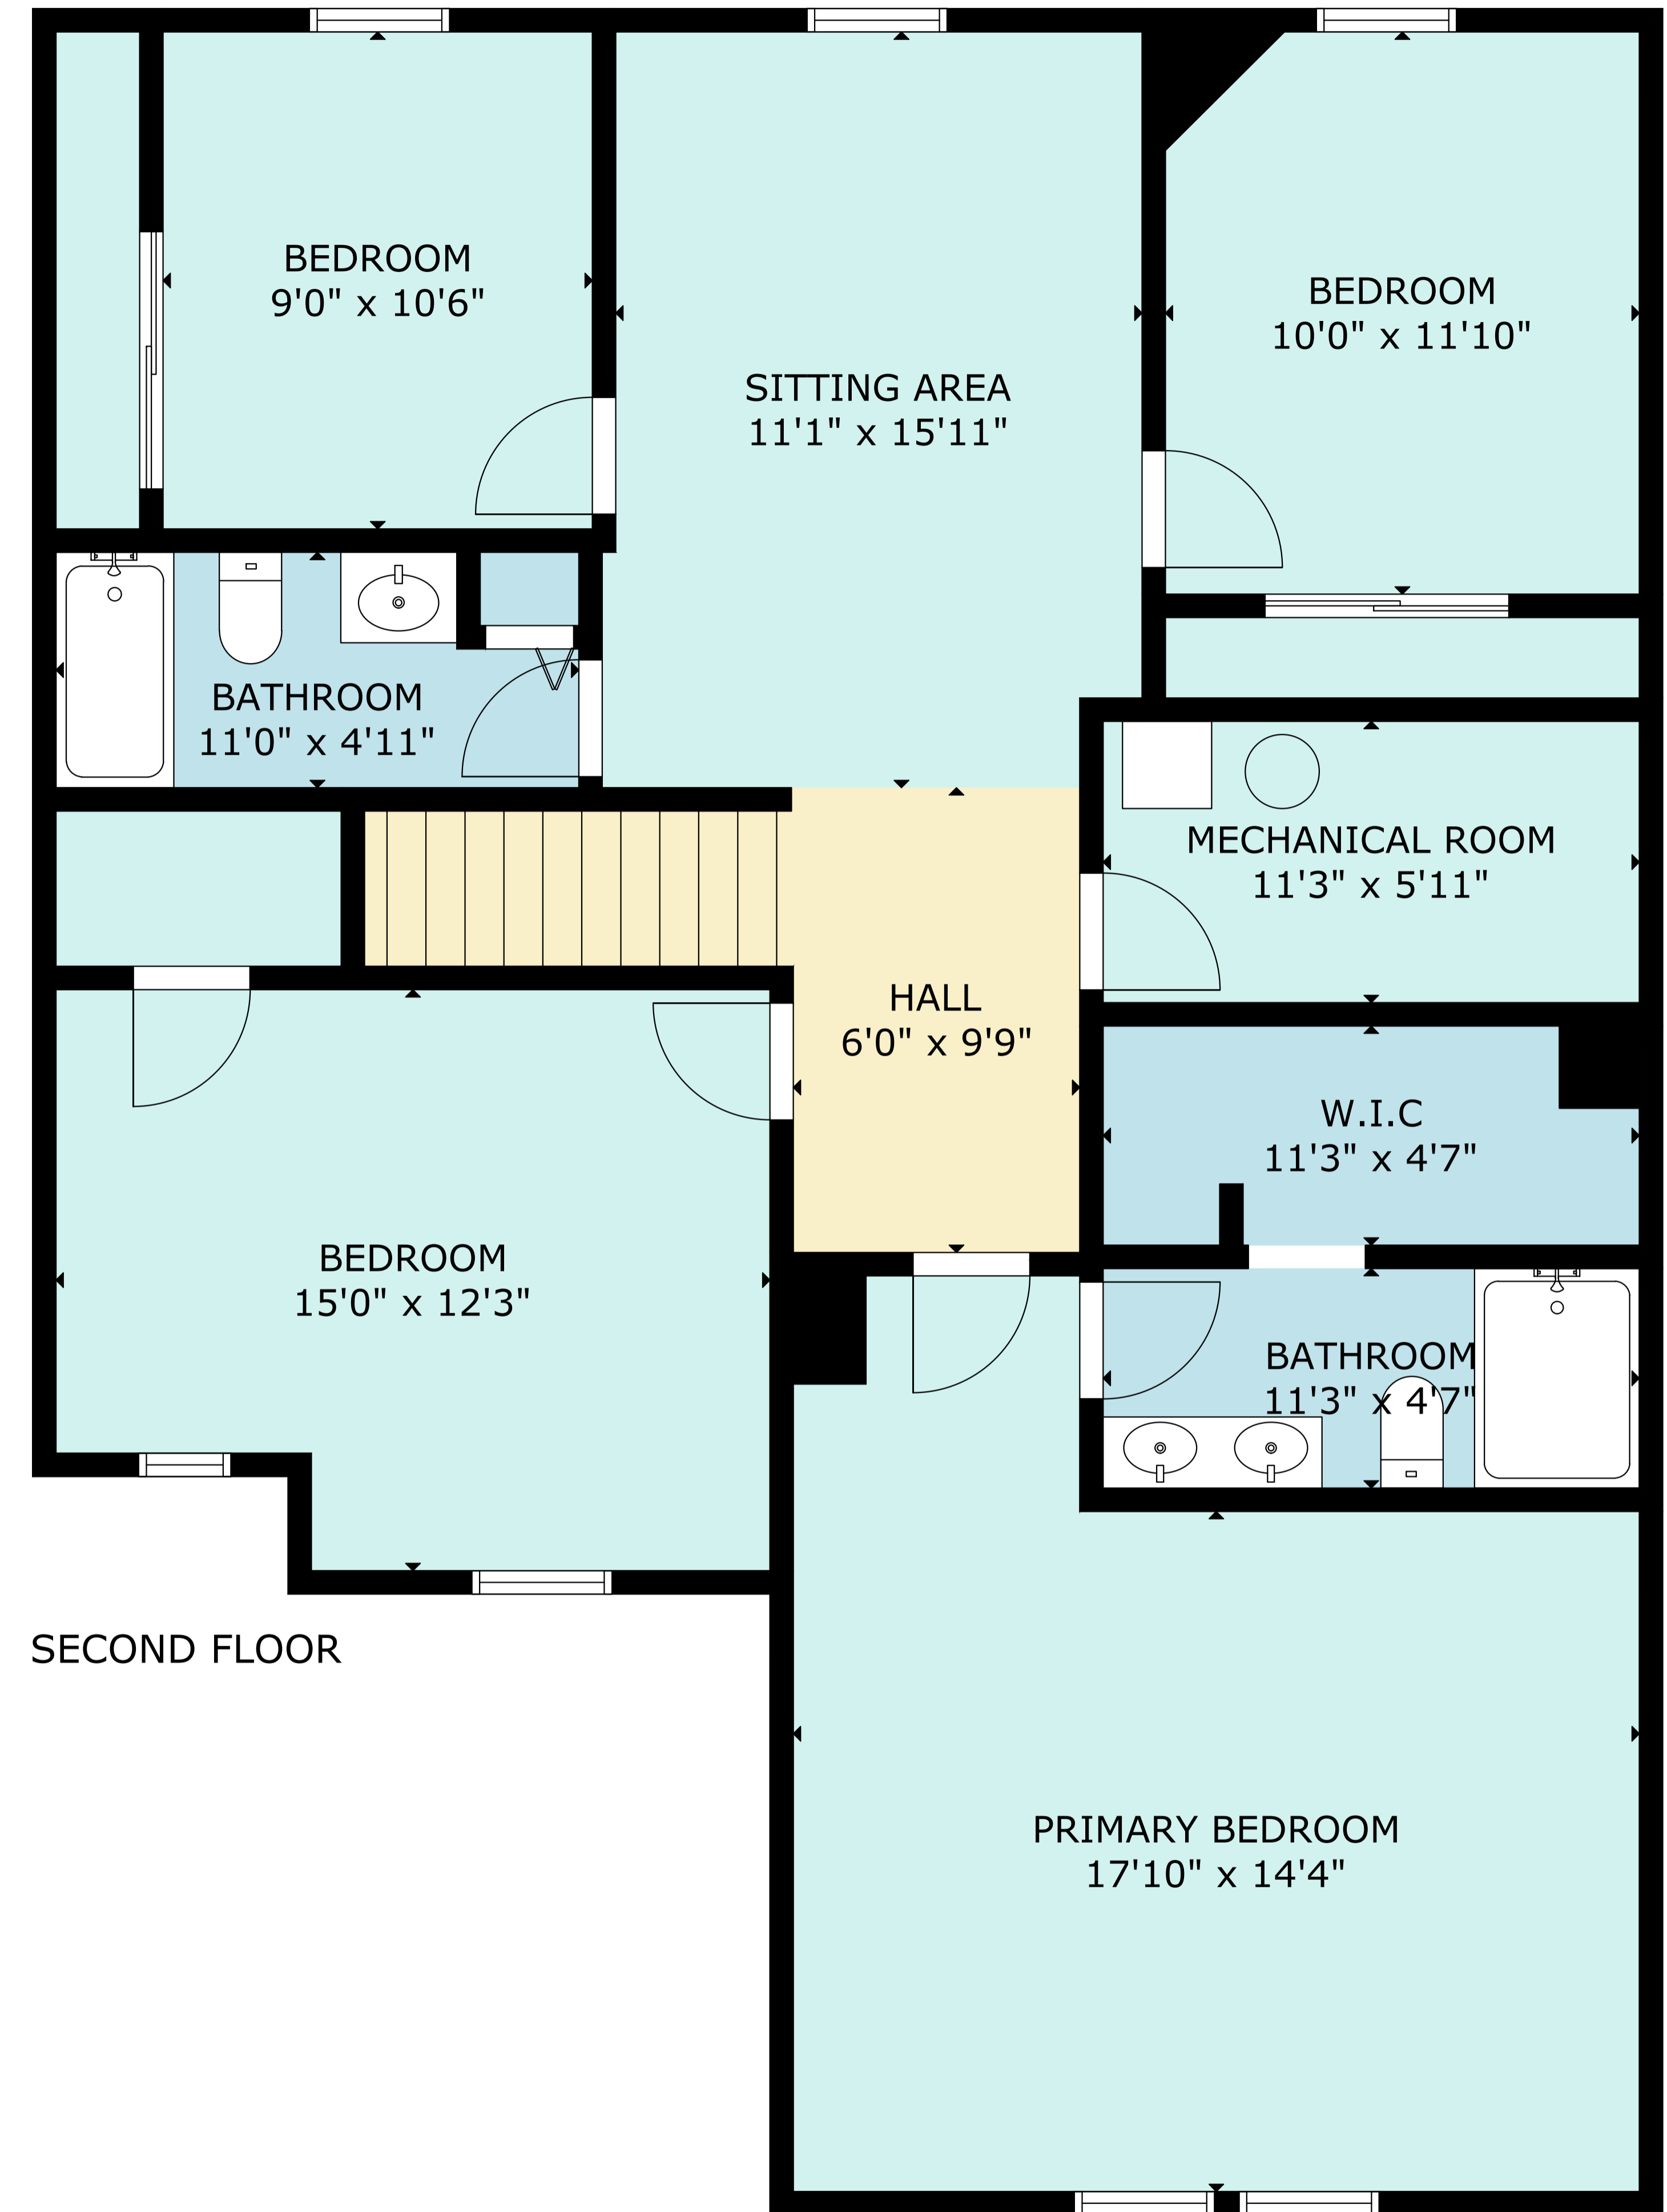 BEDROOM
9'0" x 10'6"
BEDROOM
10'0" x 11'10"
SITTING AREA
11'1" x 15'11"
BATHROOM
11'0" x 4'11"
MECHANICAL ROOM
11'3" x 5'11"
HALL
6'0" x 9'9"
W.I.C
11'3" x 4'7"
BEDROOM
15'0" x 12'3"
BATHROOM
11'3" x 4'7"
SECOND FLOOR
PRIMARY BEDROOM
17'10" x 14'4"